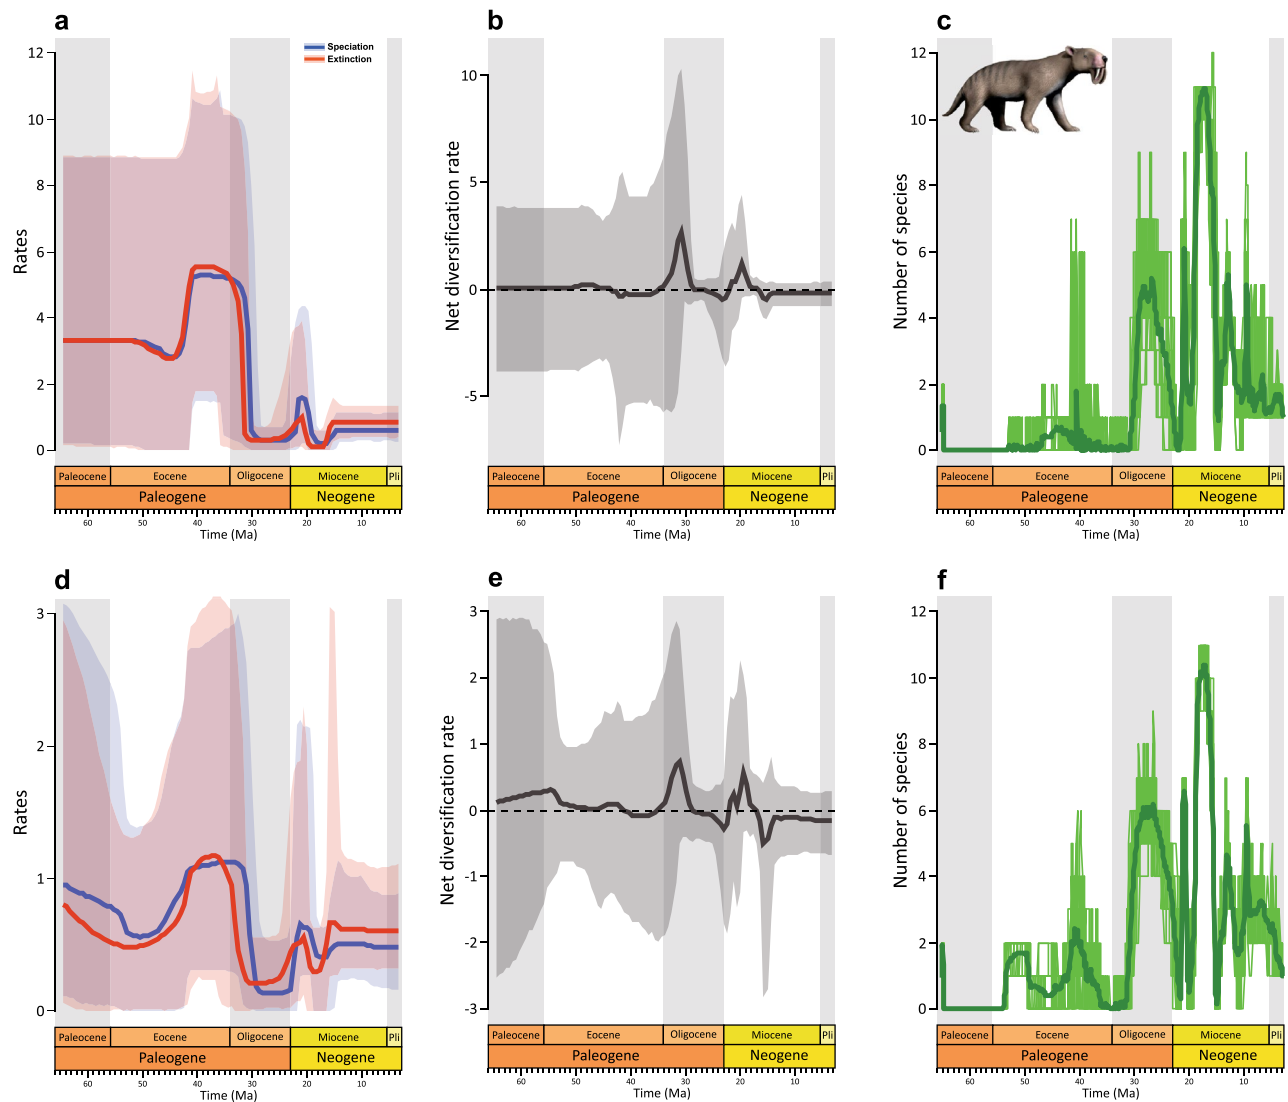 a
Speciation
Extinction
12
10
8
6
4
2
0
Rates
Paleocene Eocene Oligocene Miocene Pli
Paleogene Neogene
60 50 40 30 20 10
Time (Ma)
b
10
5
0
-5
Net diversification rate
Paleocene Eocene Oligocene Miocene Pli
Paleogene Neogene
60 50 40 30 20 10
Time (Ma)
c
12
10
8
6
4
2
0
Number of species
Paleocene Eocene Oligocene Miocene Pli
Paleogene Neogene
60 50 40 30 20 10
Time (Ma)
d
3
2
1
0
Rates
Paleocene Eocene Oligocene Miocene Pli
Paleogene Neogene
60 50 40 30 20 10
Time (Ma)
e
3
2
1
0
-1
-2
-3
Net diversification rate
Paleocene Eocene Oligocene Miocene Pli
Paleogene Neogene
60 50 40 30 20 10
Time (Ma)
f
12
10
8
6
4
2
0
Number of species
Paleocene Eocene Oligocene Miocene Pli
Paleogene Neogene
60 50 40 30 20 10
Time (Ma)